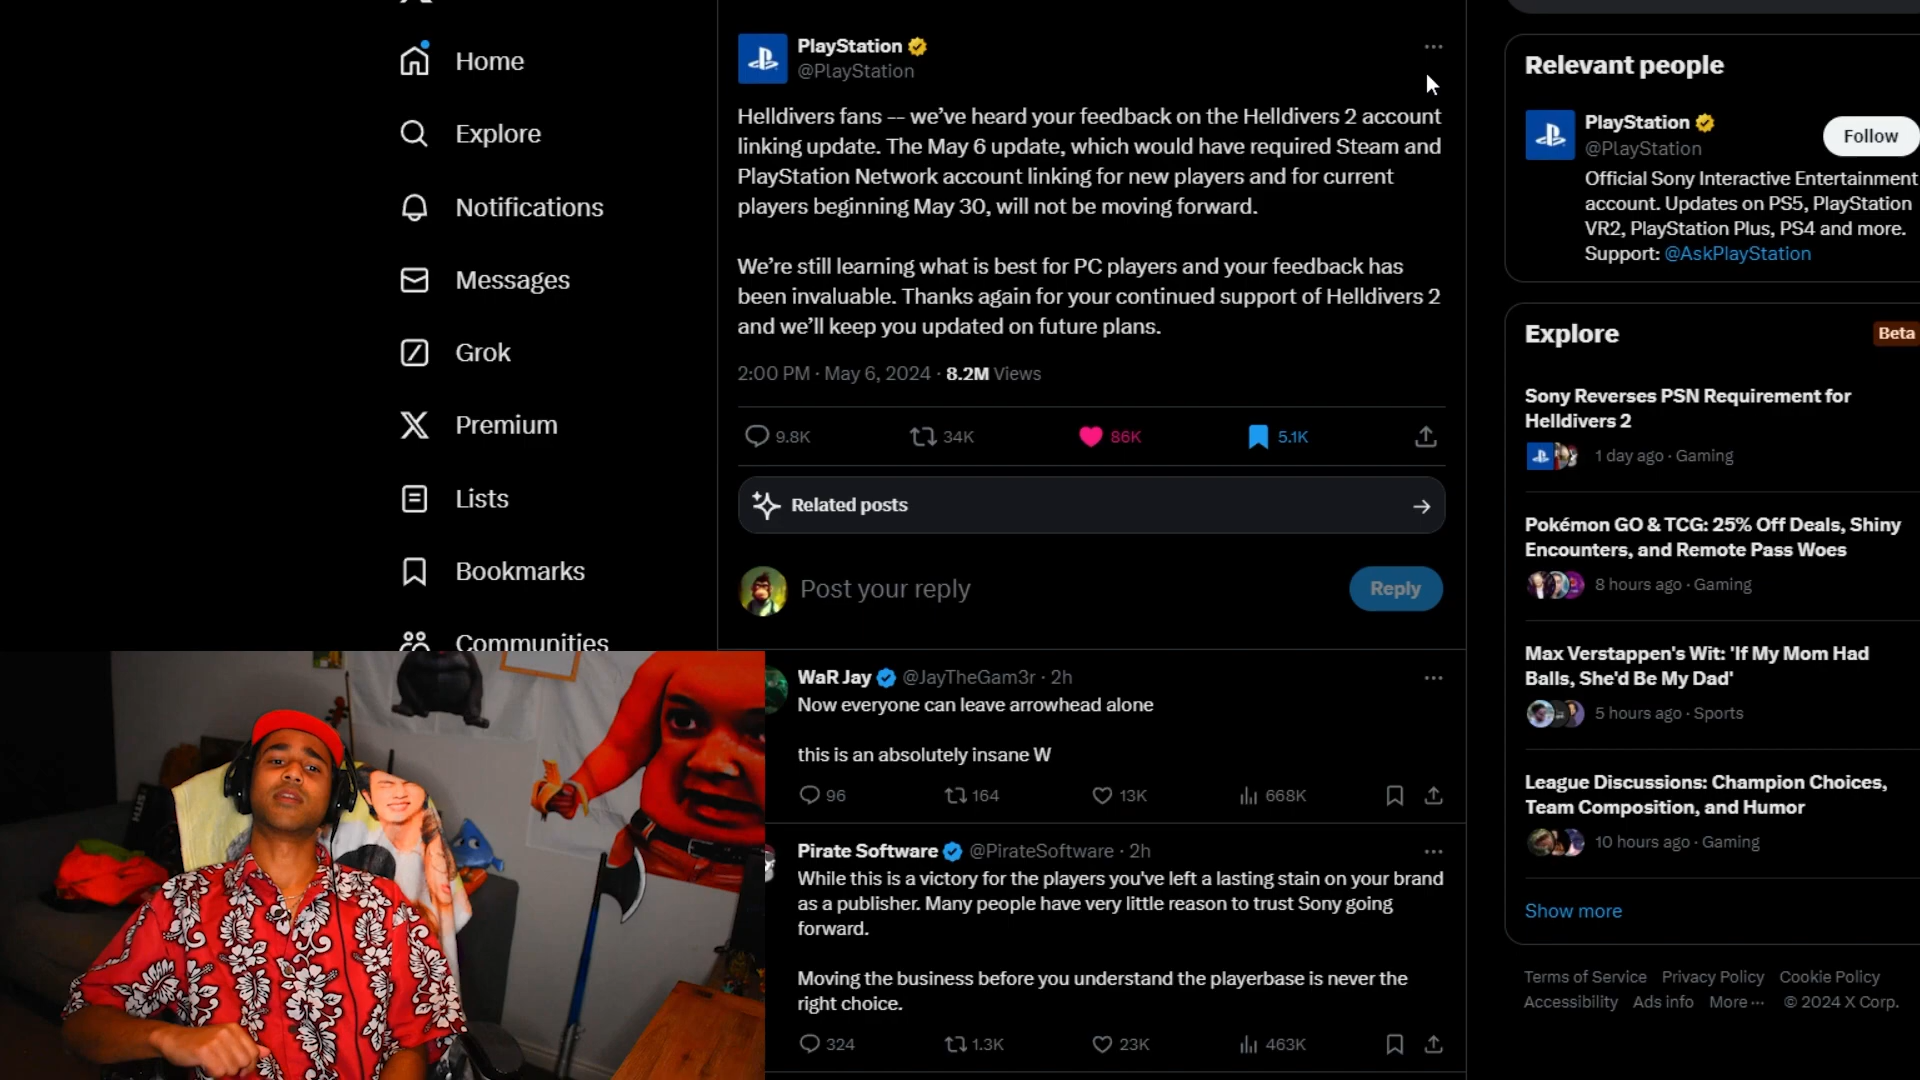 Home
Explore
Notifications
Messages
Grok
Premium
Lists
Bookmarks
Communities
PlayStation
@PlayStation
Helldivers fans -- we’ve heard your feedback on the Helldivers 2 account
linking update. The May 6 update, which would have required Steam and
PlayStation Network account linking for new players and for current
players beginning May 30, will not be moving forward.
We’re still learning what is best for PC players and your feedback has
been invaluable. Thanks again for your continued support of Helldivers 2
and we’ll keep you updated on future plans.
2:00 PM · May 6, 2024 · 8.2M Views
9.8K 34K 86K 5.1K
Related posts
Post your reply
Reply
WaR Jay @JayTheGam3r · 2h
Now everyone can leave arrowhead alone
this is an absolutely insane W
96 164 13K 668K
Pirate Software @PirateSoftware · 2h
While this is a victory for the players you've left a lasting stain on your brand
as a publisher. Many people have very little reason to trust Sony going
forward.
Moving the business before you understand the playerbase is never the
right choice.
324 1.3K 23K 463K
Relevant people
PlayStation
@PlayStation
Follow
Official Sony Interactive Entertainment
account. Updates on PS5, PlayStation
VR2, PlayStation Plus, PS4 and more.
Support: @AskPlayStation
Explore
Beta
Sony Reverses PSN Requirement for
Helldivers 2
1 day ago · Gaming
Pokémon GO & TCG: 25% Off Deals, Shiny
Encounters, and Remote Pass Woes
8 hours ago · Gaming
Max Verstappen's Wit: 'If My Mom Had
Balls, She'd Be My Dad'
5 hours ago · Sports
League Discussions: Champion Choices,
Team Composition, and Humor
10 hours ago · Gaming
Show more
Terms of Service Privacy Policy Cookie Policy
Accessibility Ads info More ··· © 2024 X Corp.